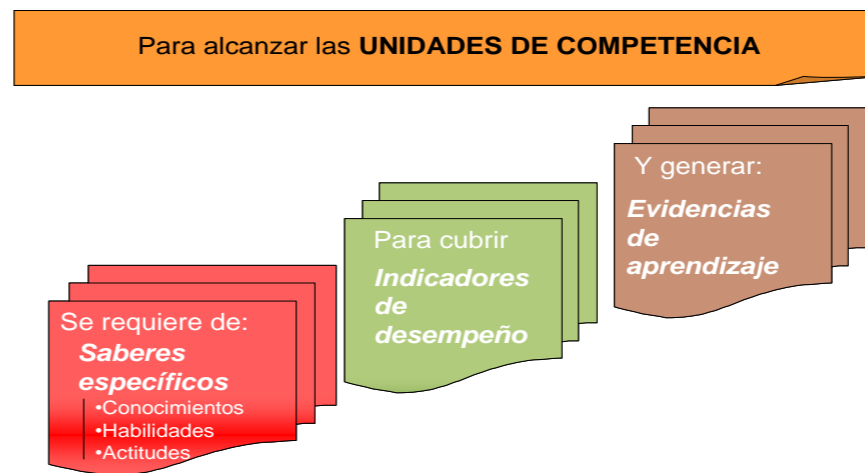 Para alcanzar las UNIDADES DE COMPETENCIA
Se requiere de:
Saberes
específicos
•Conocimientos
•Habilidades
•Actitudes
Para cubrir
Indicadores
de
desempeño
Y generar:
Evidencias
de
aprendizaje